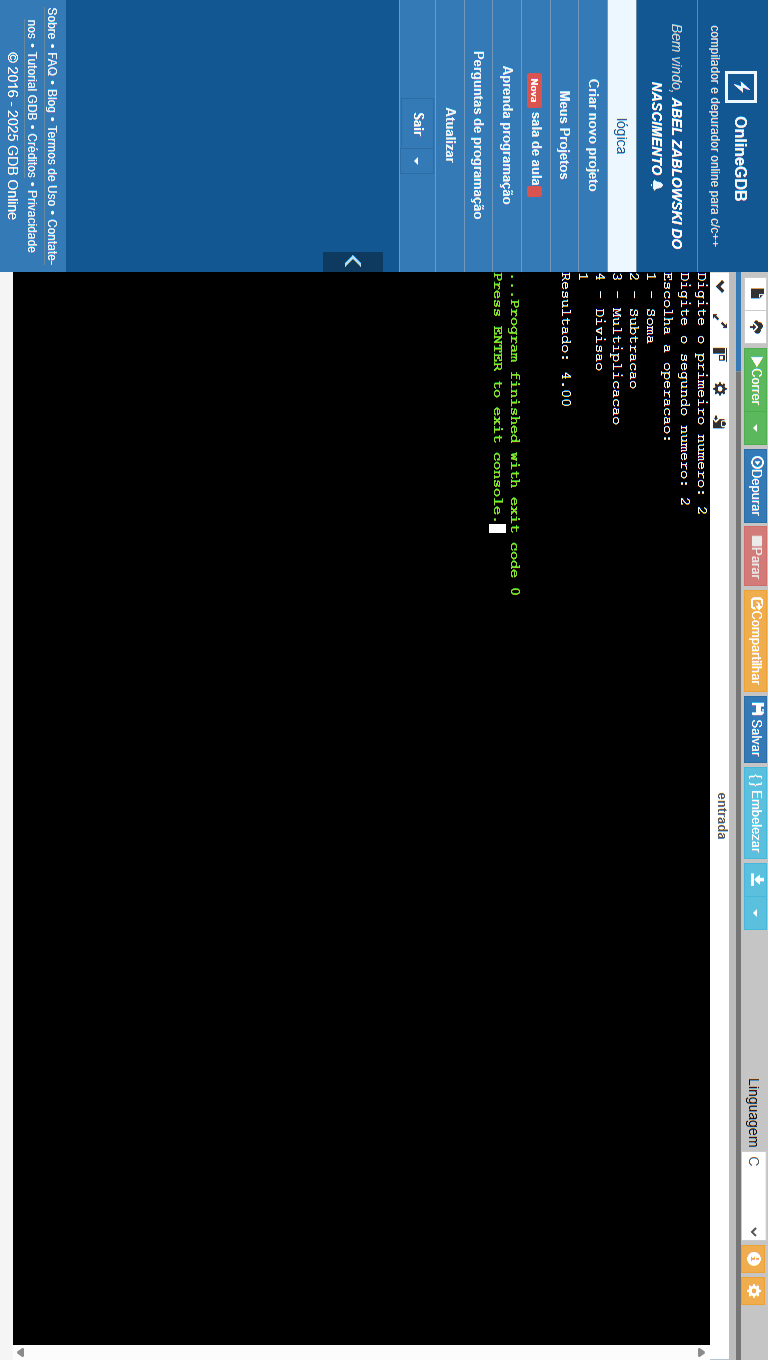 OnlineGDB
compilador e depurador online para c/c++
Bem vindo, ABEL ZABLOWSKI DO
NASCIMENTO
lógica
Criar novo projeto
Meus Projetos
Nova sala de aula
Aprenda programação
Perguntas de programação
Atualizar
Sair
Sobre • FAQ • Blog • Termos de Uso • Contate-
nos • Tutorial GDB • Créditos • Privacidade
© 2016 - 2025 GDB Online
Correr Depurar Parar Compartilhar Salvar { } Embelezar Linguagem C
entrada
Digite o primeiro numero: 2
Digite o segundo numero: 2
Escolha a operacao:
1 - Soma
2 - Subtracao
3 - Multiplicacao
4 - Divisao
1
Resultado: 4.00
...Program finished with exit code 0
Press ENTER to exit console.